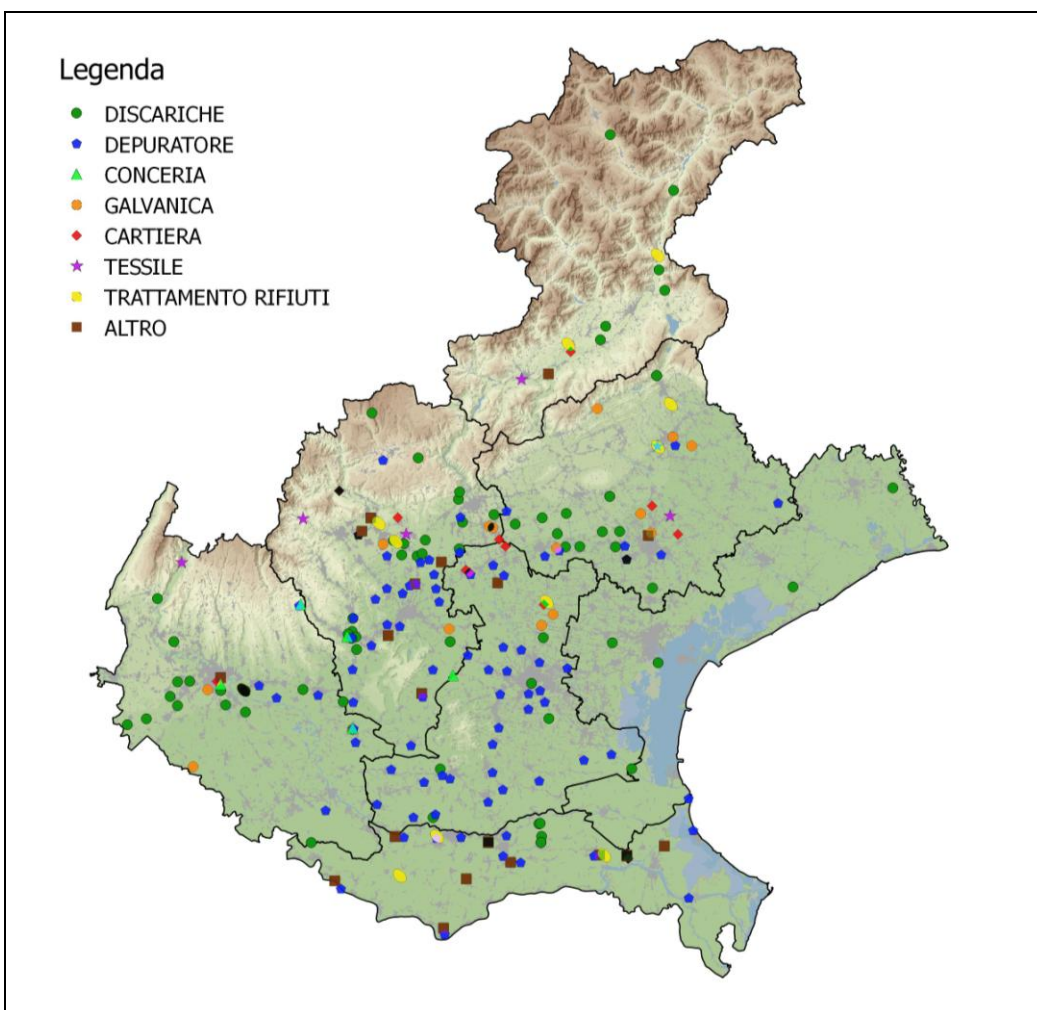 Legenda
DISCARICHE
DEPURATORE
CONCERIA
GALVANICA
CARTIERA
TESSILE
TRATTAMENTO RIFIUTI
ALTRO